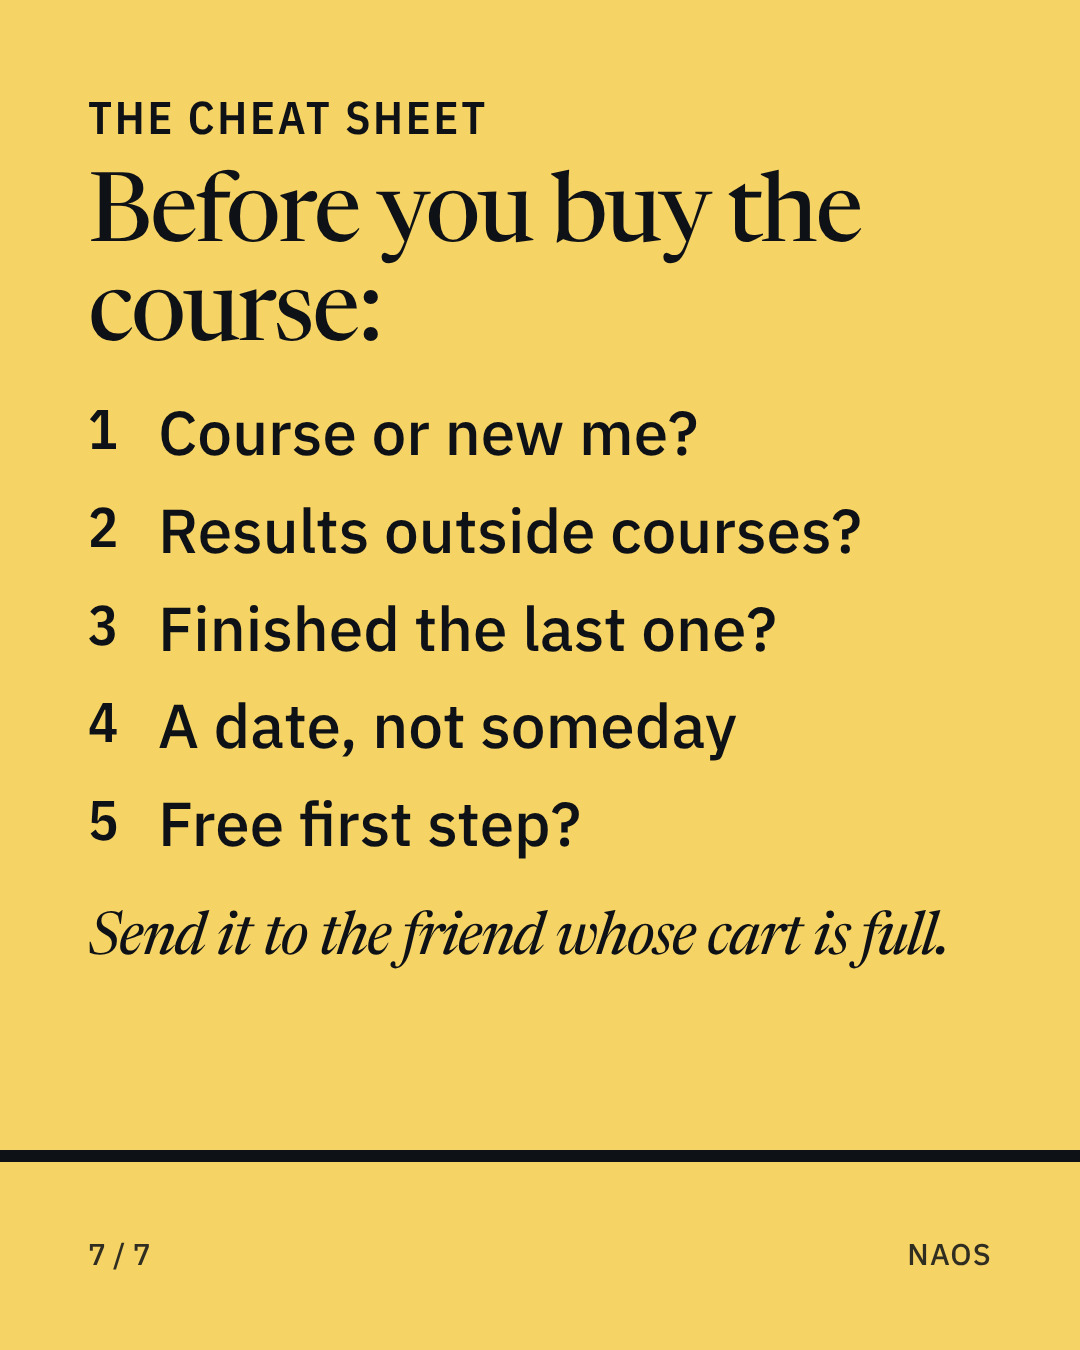 THE CHEAT SHEET
Before you buy the
course:
1 Course or new me?
2 Results outside courses?
3 Finished the last one?
4 A date, not someday
5 Free first step?
Send it to the friend whose cart is full.
7 / 7
NAOS